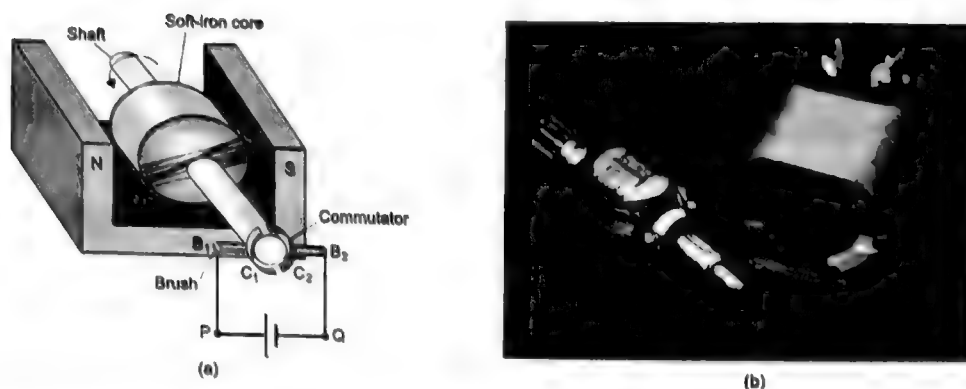 Soft-iron core
Shaft
N
S
Commutator
B₁
B₂
C₁
C₂
Brush
P
Q
(a)
(b)